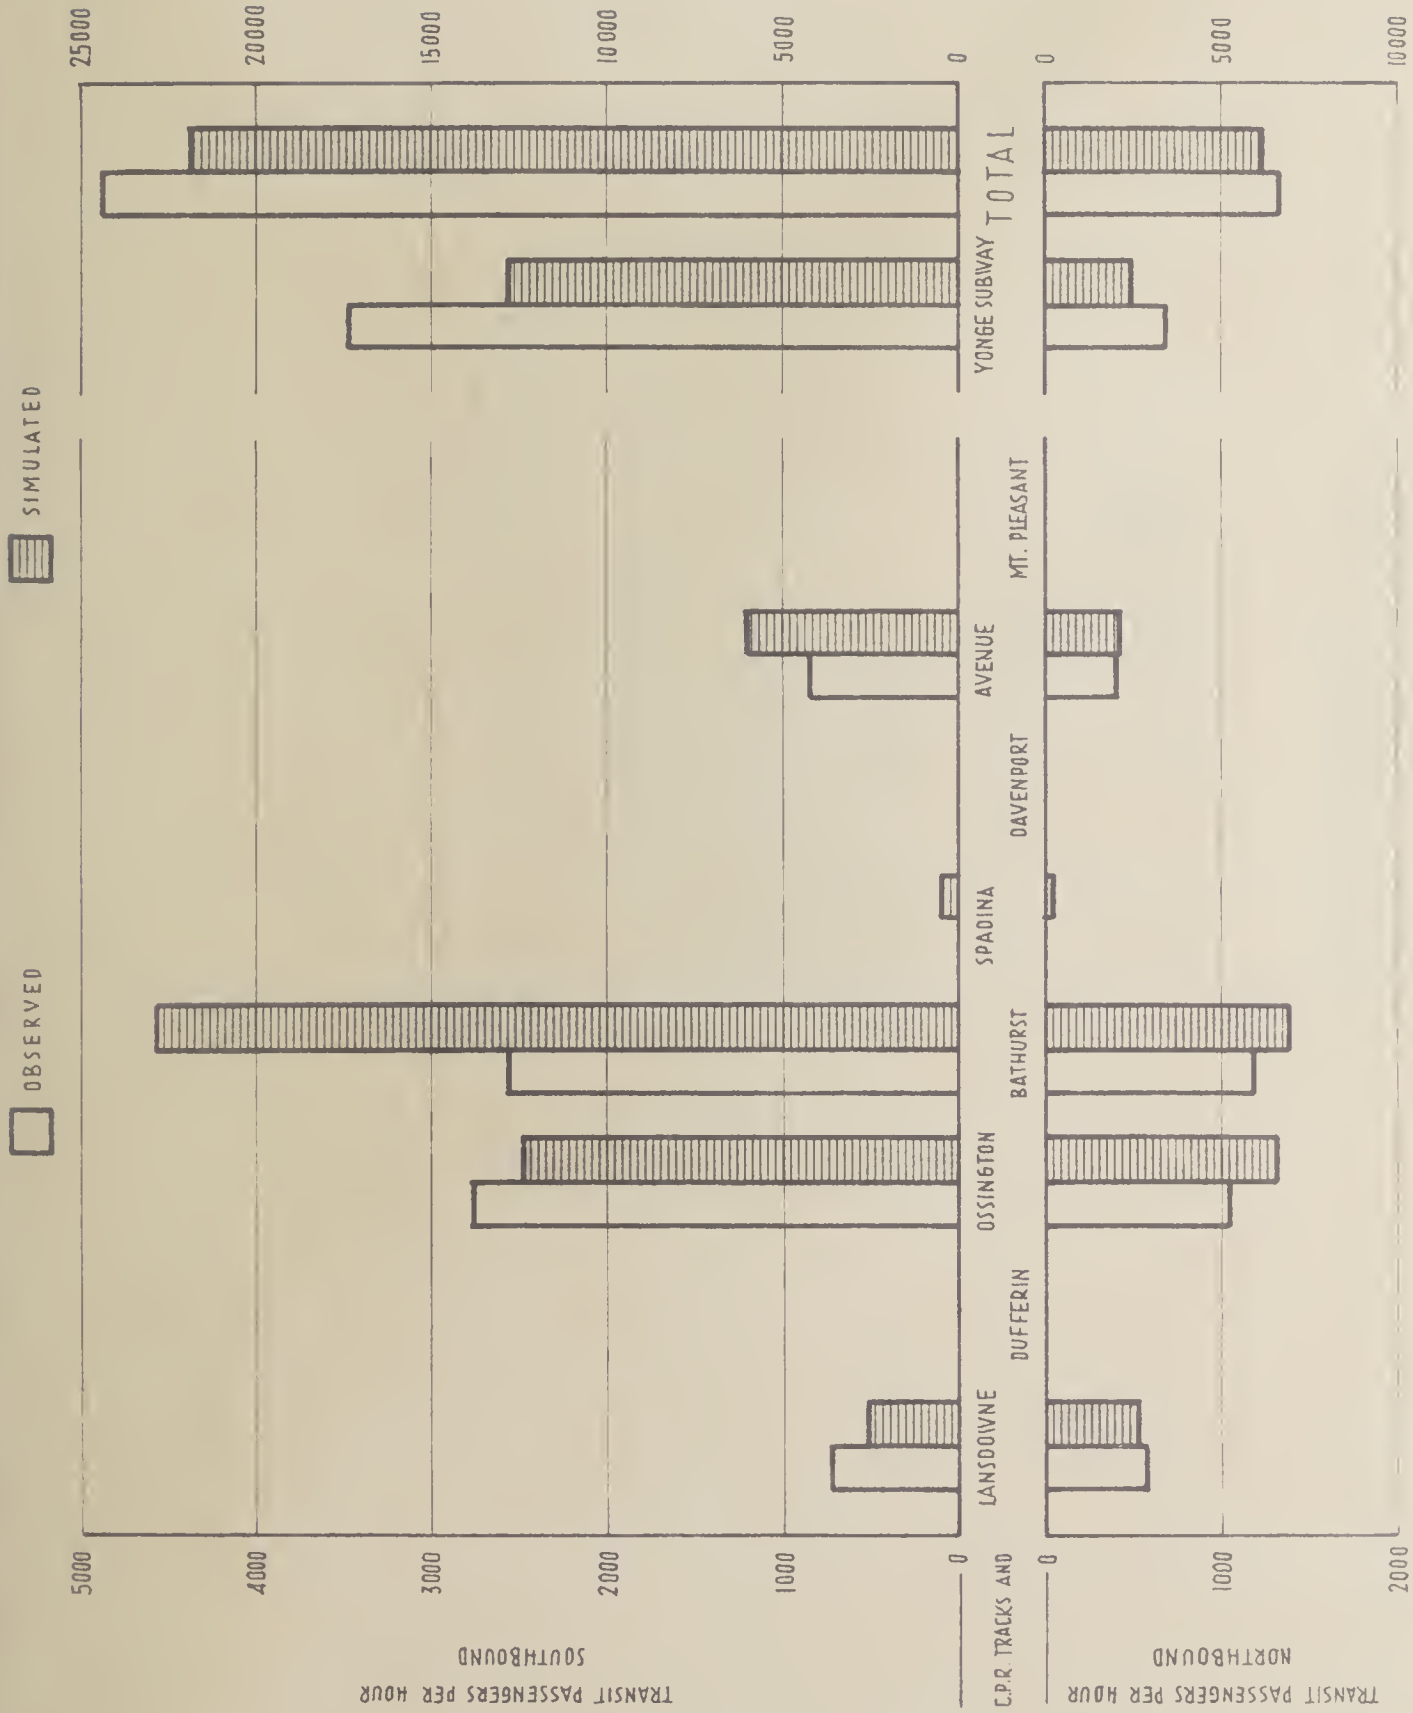 OBSERVED
SIMULATED
5000
4000
3000
2000
1000
0
TRANSIT PASSENGERS PER HOUR
SOUTHBOUND
25000
20000
15000
10000
5000
0
C.P.R. TRACKS AND
LANSDOWNE
DUFFERIN
OSSINGTON
BATHURST
SPADINA
DAVENPORT
AVENUE
MT. PLEASANT
YONGE SUBWAY
TOTAL
0
1000
2000
TRANSIT PASSENGERS PER HOUR
NORTHBOUND
0
5000
10000